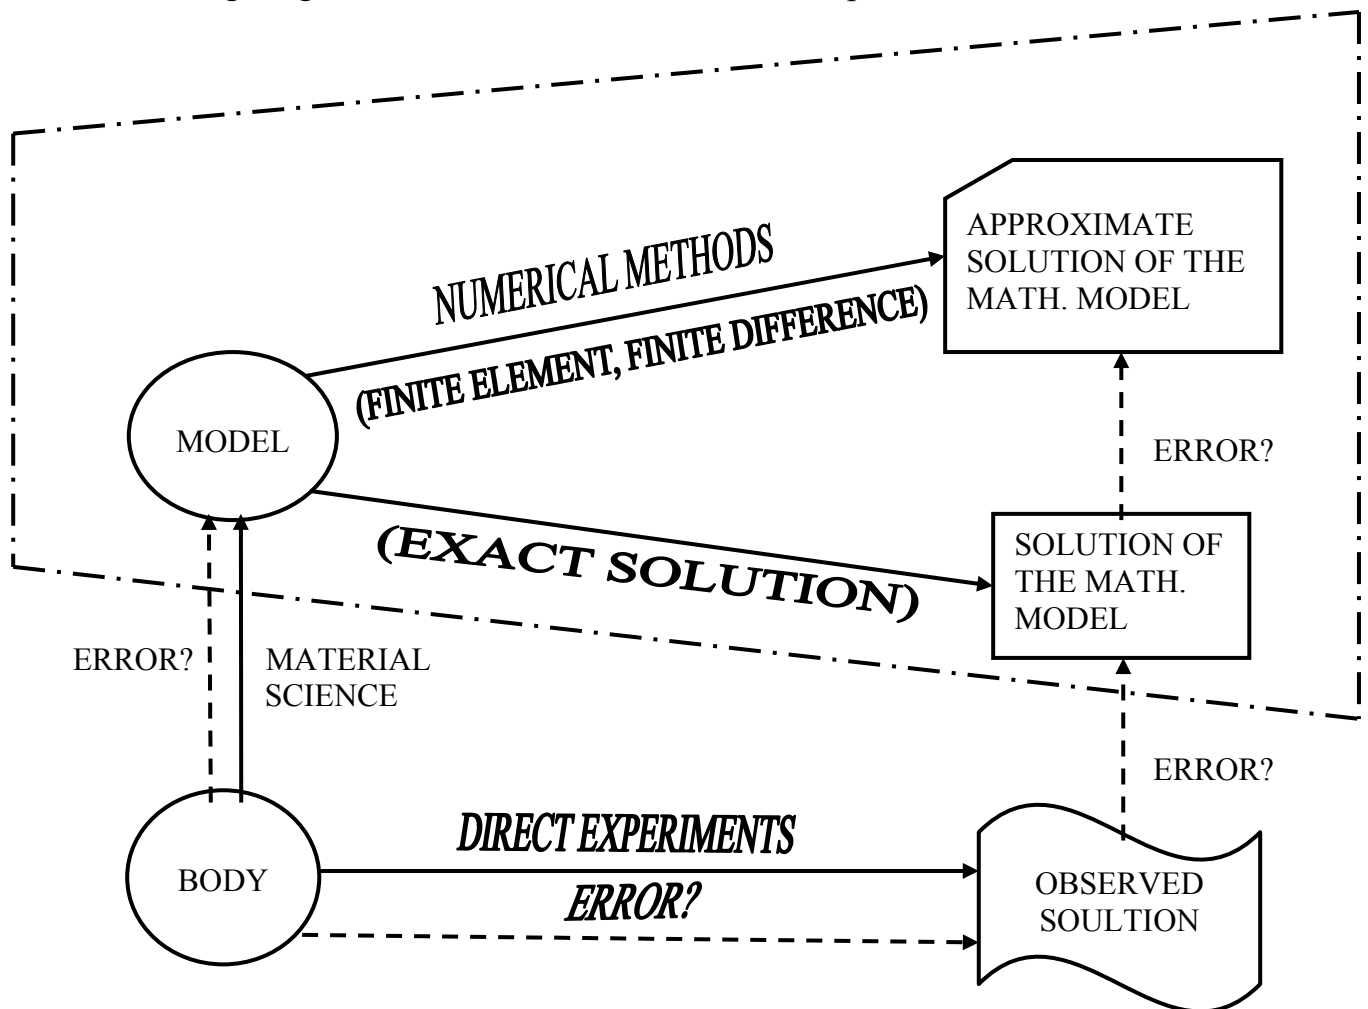 NUMERICAL METHODS
(FINITE ELEMENT, FINITE DIFFERENCE)
APPROXIMATE
SOLUTION OF THE
MATH. MODEL
MODEL
ERROR?
(EXACT SOLUTION)
SOLUTION OF
THE MATH.
MODEL
ERROR?
MATERIAL
SCIENCE
ERROR?
DIRECT EXPERIMENTS
BODY
ERROR?
OBSERVED
SOULTION